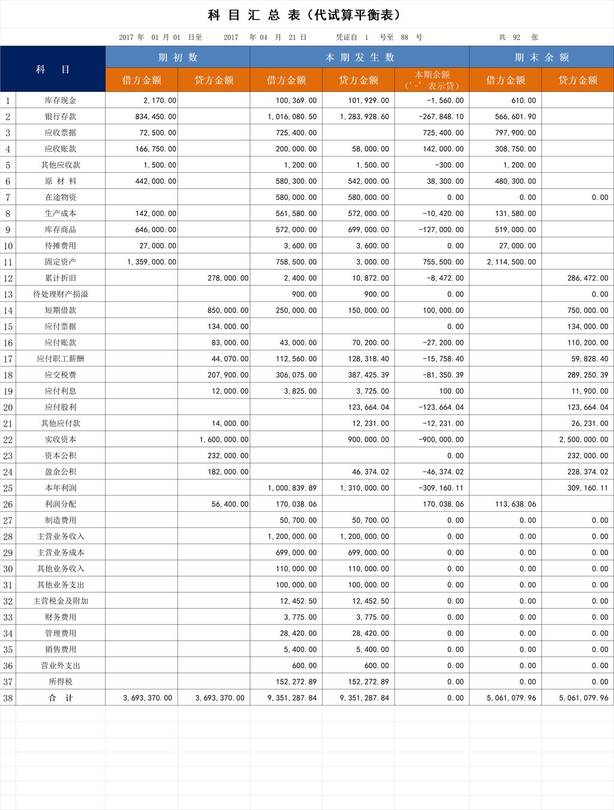 科 目 汇 总 表（代试算平衡表）
2017 年 01 月 01 日至 2017 年 04 月 21 日 凭证自 1 号至 88 号 共 92 张
科 目 期 初 数 本 期 发 生 数 期 末 余 额
借方金额 贷方金额 借方金额 贷方金额 本期余额 借方金额 贷方金额
（'-' 表示贷）
1 库存现金 2,170.00 100,369.00 101,929.00 -1,560.00 610.00
2 银行存款 834,450.00 1,016,080.50 1,283,928.60 -267,848.10 566,601.90
3 应收票据 72,500.00 725,400.00 725,400.00 797,900.00
4 应收账款 166,750.00 200,000.00 58,000.00 142,000.00 308,750.00
5 其他应收款 1,500.00 1,200.00 1,500.00 -300.00 1,200.00
6 原 材 料 442,000.00 580,300.00 542,000.00 38,300.00 480,300.00
7 在途物资 580,000.00 580,000.00 0.00 0.00 0.00
8 生产成本 142,000.00 561,580.00 572,000.00 -10,420.00 131,580.00
9 库存商品 646,000.00 572,000.00 699,000.00 -127,000.00 519,000.00
10 待摊费用 27,000.00 3,600.00 3,600.00 0.00 27,000.00
11 固定资产 1,359,000.00 758,500.00 3,000.00 755,500.00 2,114,500.00
12 累计折旧 278,000.00 2,400.00 10,872.00 -8,472.00 286,472.00
13 待处理财产损溢 900.00 900.00 0.00 0.00
14 短期借款 850,000.00 250,000.00 150,000.00 100,000.00 750,000.00
15 应付票据 134,000.00 0.00 134,000.00
16 应付账款 83,000.00 43,000.00 70,200.00 -27,200.00 110,200.00
17 应付职工薪酬 44,070.00 112,560.00 128,318.40 -15,758.40 59,828.40
18 应交税费 207,900.00 306,075.00 387,425.39 -81,350.39 289,250.39
19 应付利息 12,000.00 3,825.00 3,725.00 100.00 11,900.00
20 应付股利 123,664.04 -123,664.04 123,664.04
21 其他应付款 14,000.00 12,231.00 -12,231.00 26,231.00
22 实收资本 1,600,000.00 900,000.00 -900,000.00 2,500,000.00
23 资本公积 232,000.00 0.00 232,000.00
24 盈余公积 182,000.00 46,374.02 -46,374.02 228,374.02
25 本年利润 1,000,839.89 1,310,000.00 -309,160.11 309,160.11
26 利润分配 56,400.00 170,038.06 170,038.06 113,638.06
27 制造费用 50,700.00 50,700.00 0.00 0.00 0.00
28 主营业务收入 1,200,000.00 1,200,000.00 0.00 0.00 0.00
29 主营业务成本 699,000.00 699,000.00 0.00 0.00 0.00
30 其他业务收入 110,000.00 110,000.00 0.00 0.00 0.00
31 其他业务支出 100,000.00 100,000.00 0.00 0.00 0.00
32 主营税金及附加 12,452.50 12,452.50 0.00 0.00 0.00
33 财务费用 3,775.00 3,775.00 0.00 0.00 0.00
34 管理费用 28,420.00 28,420.00 0.00 0.00 0.00
35 销售费用 5,400.00 5,400.00 0.00 0.00 0.00
36 营业外支出 600.00 600.00 0.00 0.00 0.00
37 所得税 152,272.89 152,272.89 0.00 0.00 0.00
38 合 计 3,693,370.00 3,693,370.00 9,351,287.84 9,351,287.84 0.00 5,061,079.96 5,061,079.96